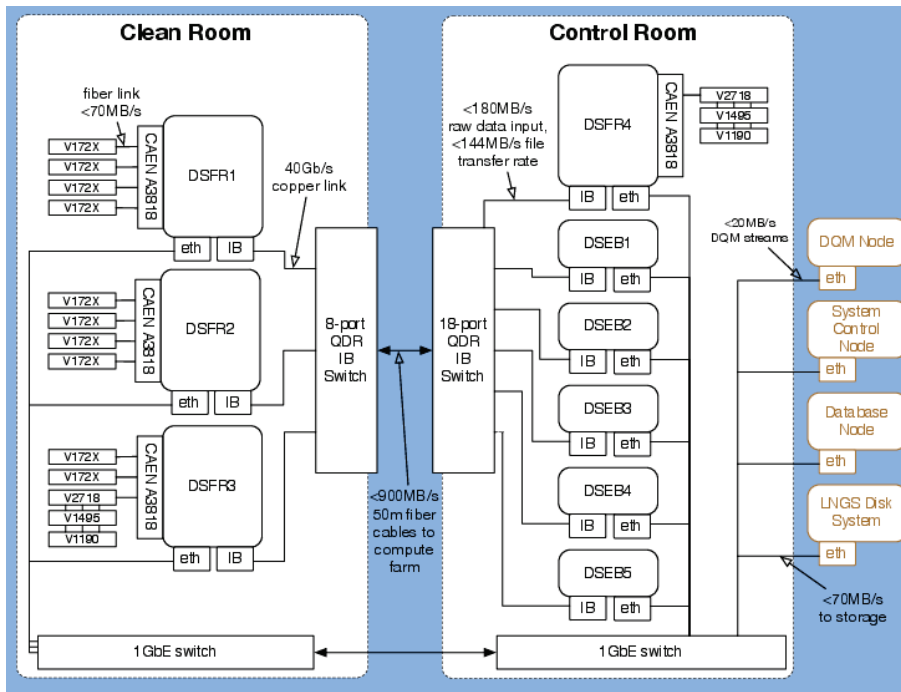 Clean Room
fiber link
<70MB/s
V172X
V172X
V172X
V172X
CAEN A3818
DSFR1
eth
IB
40Gb/s
copper link
V172X
V172X
V172X
V172X
CAEN A3818
DSFR2
eth
IB
V172X
V172X
V2718
V1495
V1190
CAEN A3818
DSFR3
eth
IB
8-port
QDR
IB
Switch
1GbE switch
<900MB/s
50m fiber
cables to
compute
farm
Control Room
<180MB/s
raw data input,
<144MB/s file
transfer rate
18-port
QDR
IB
Switch
DSFR4
CAEN A3818
V2718
V1495
V1190
IB
eth
DSEB1
IB
eth
DSEB2
IB
eth
DSEB3
IB
eth
DSEB4
IB
eth
DSEB5
IB
eth
1GbE switch
<20MB/s
DQM streams
DQM Node
eth
System
Control
Node
eth
Database
Node
eth
LNGS Disk
System
eth
<70MB/s
to storage